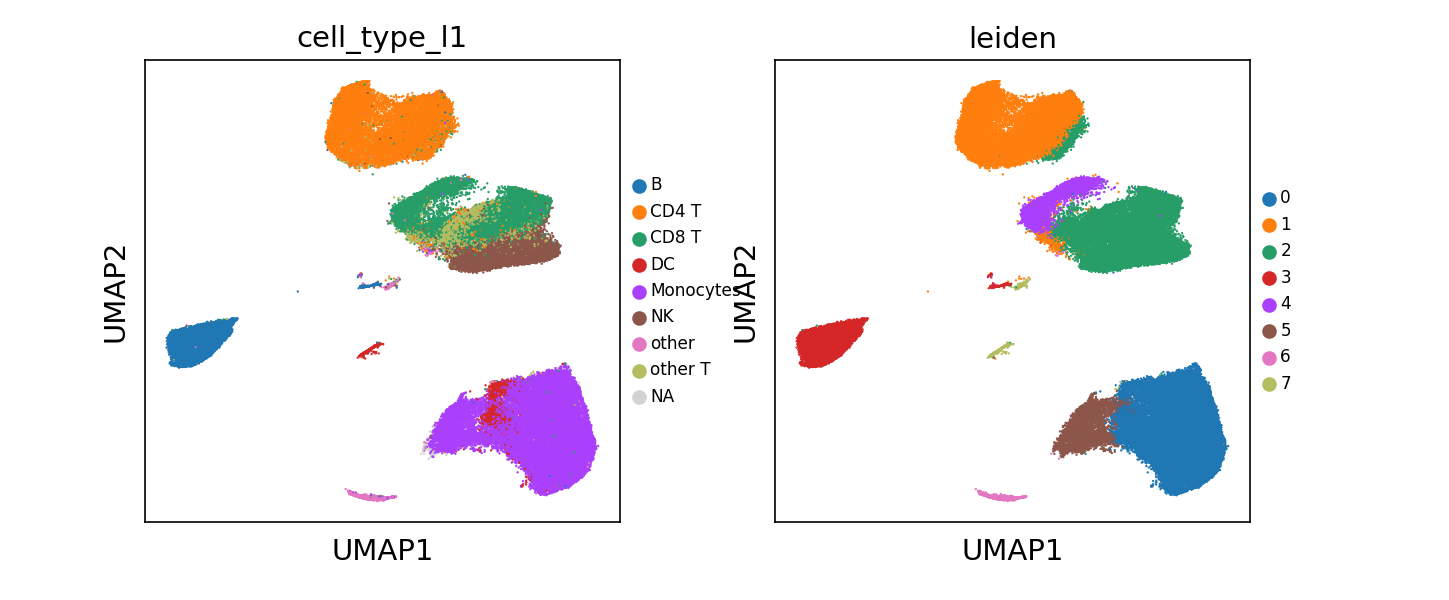 cell_type_l1
UMAP2
UMAP1
B
CD4 T
CD8 T
DC
Monocytes
NK
other
other T
NA
leiden
UMAP2
UMAP1
0
1
2
3
4
5
6
7